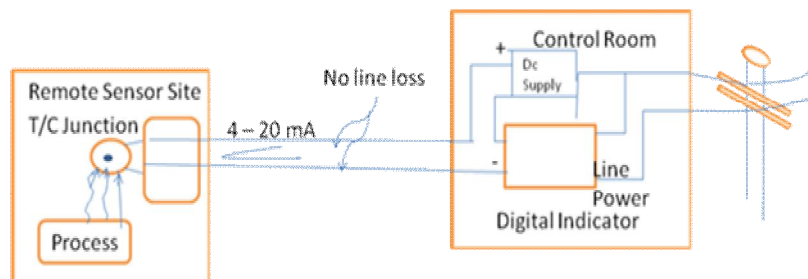 Remote Sensor Site
T/C Junction
Process
No line loss
4 – 20 mA
Control Room
+
Dc
Supply
-
Line
Power
Digital Indicator